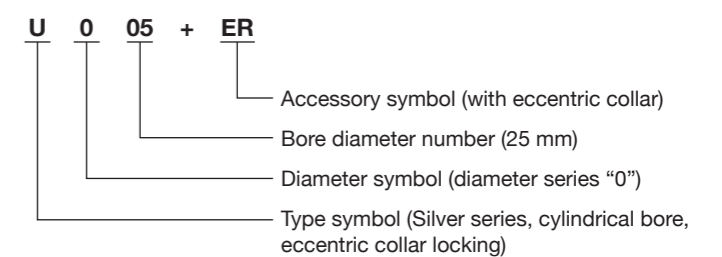 U 0 05 + ER
Accessory symbol (with eccentric collar)
Bore diameter number (25 mm)
Diameter symbol (diameter series “0”)
Type symbol (Silver series, cylindrical bore,
eccentric collar locking)